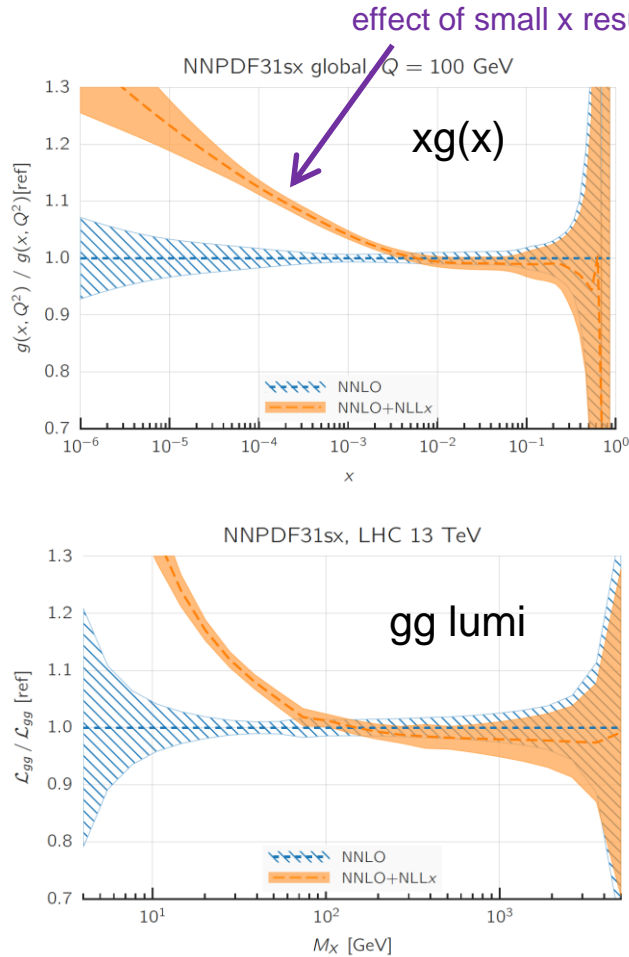 effect of small x resu
NNPDF31sx global, Q = 100 GeV
xg(x)
g(x, Q²) / g(x, Q²)[ref]
1.3
1.2
1.1
1.0
0.9
0.8
0.7
NNLO
NNLO+NLLx
10⁻⁶ 10⁻⁵ 10⁻⁴ 10⁻³ 10⁻² 10⁻¹ 10⁰
x
NNPDF31sx, LHC 13 TeV
gg lumi
ℒgg / ℒgg [ref]
1.3
1.2
1.1
1.0
0.9
0.8
0.7
NNLO
NNLO+NLLx
10¹ 10² 10³
Mx [GeV]